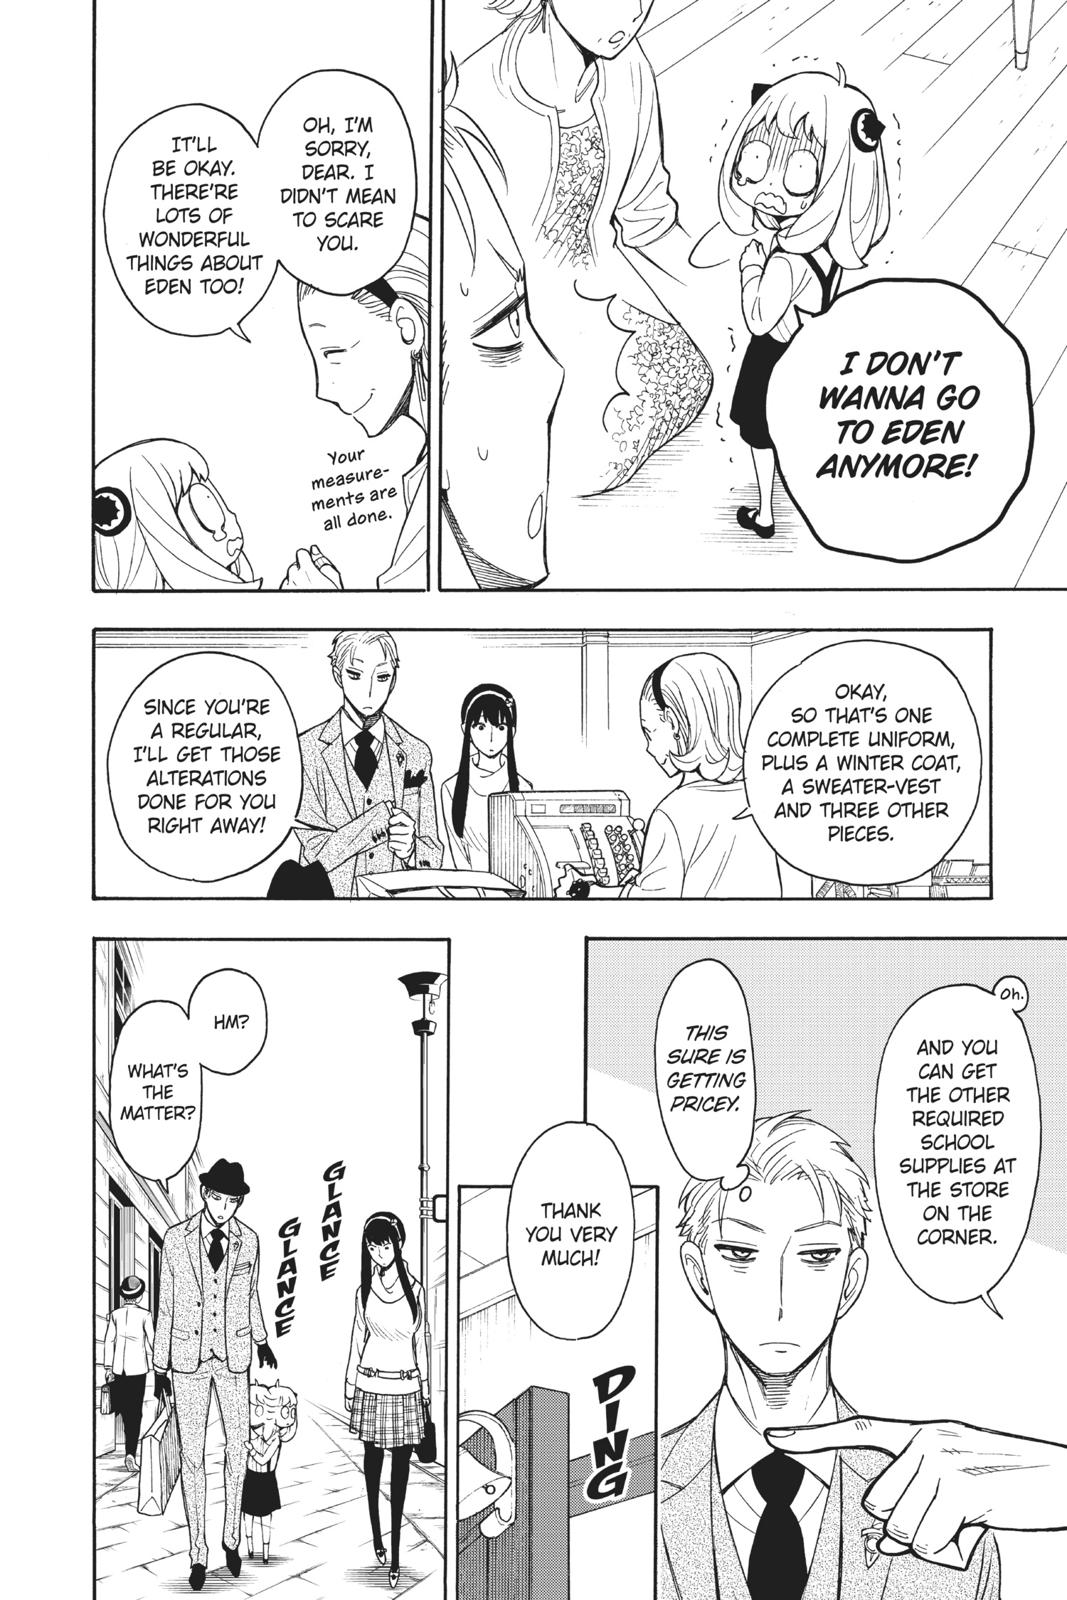 I DON'T
WANNA GO
TO EDEN
ANYMORE!
OH, I'M
SORRY,
DEAR. I
DIDN'T MEAN
TO SCARE
YOU.
IT'LL
BE OKAY.
THERE'RE
LOTS OF
WONDERFUL
THINGS ABOUT
EDEN TOO!
Your
measure-
ments are
all done.
OKAY,
SO THAT'S ONE
COMPLETE UNIFORM,
PLUS A WINTER COAT,
A SWEATER-VEST
AND THREE OTHER
PIECES.
SINCE YOU'RE
A REGULAR,
I'LL GET THOSE
ALTERATIONS
DONE FOR YOU
RIGHT AWAY!
Oh.
AND YOU
CAN GET
THE OTHER
REQUIRED
SCHOOL
SUPPLIES AT
THE STORE
ON THE
CORNER.
THIS
SURE IS
GETTING
PRICEY.
THANK
YOU VERY
MUCH!
DING
GLANCE
GLANCE
HM?
WHAT'S
THE
MATTER?